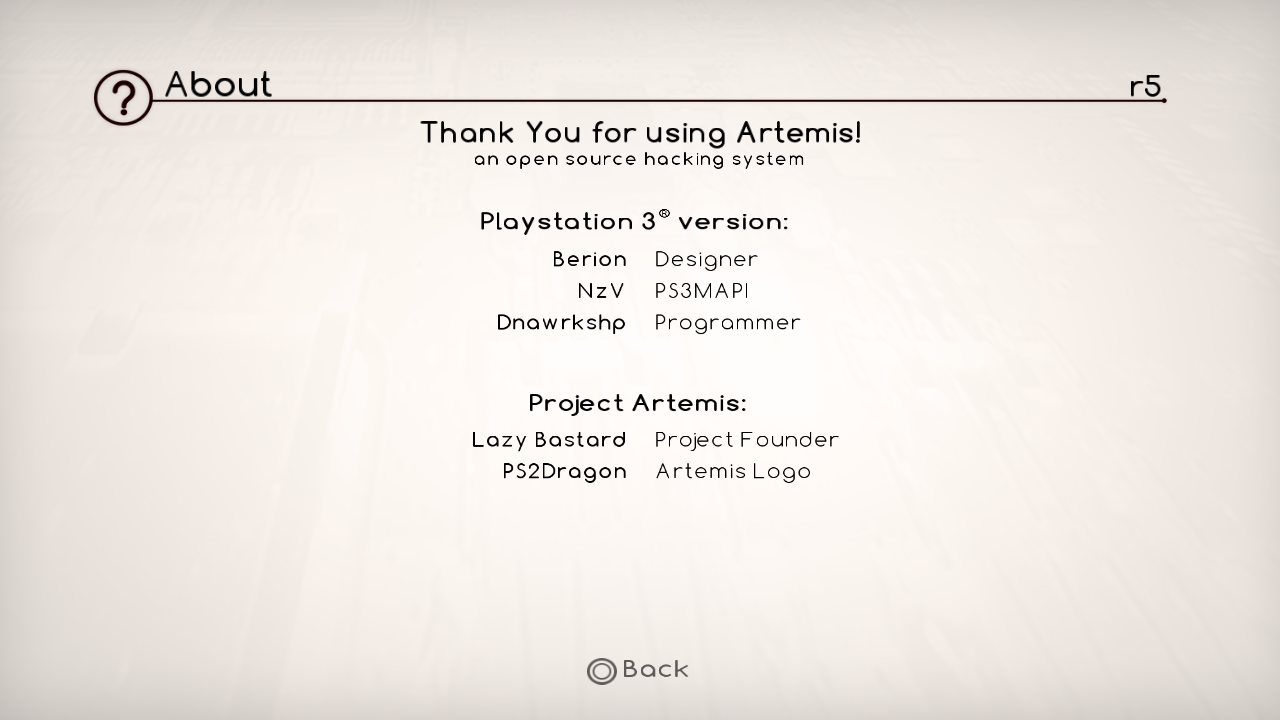 About
r5
Thank You for using Artemis!
an open source hacking system
Playstation 3® version:
Berion Designer
NzV PS3MAPI
Dnawrkshp Programmer
Project Artemis:
Lazy Bastard Project Founder
PS2Dragon Artemis Logo
Back